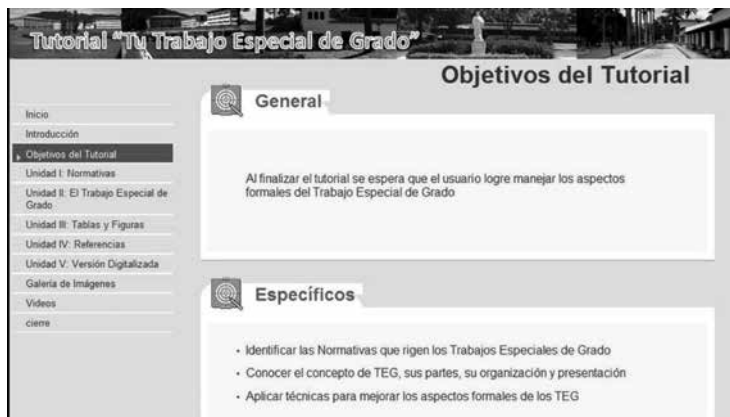 Tutorial "Tu Trabajo Especial de Grado"
Objetivos del Tutorial
Inicio
Introducción
Objetivos del Tutorial
Unidad I: Normativas
Unidad II: El Trabajo Especial de
Grado
Unidad III: Tablas y Figuras
Unidad IV: Referencias
Unidad V: Versión Digitalizada
Galería de Imágenes
Videos
cierre
General
Al finalizar el tutorial se espera que el usuario logre manejar los aspectos
formales del Trabajo Especial de Grado
Específicos
• Identificar las Normativas que rigen los Trabajos Especiales de Grado
• Conocer el concepto de TEG, sus partes, su organización y presentación
• Aplicar técnicas para mejorar los aspectos formales de los TEG